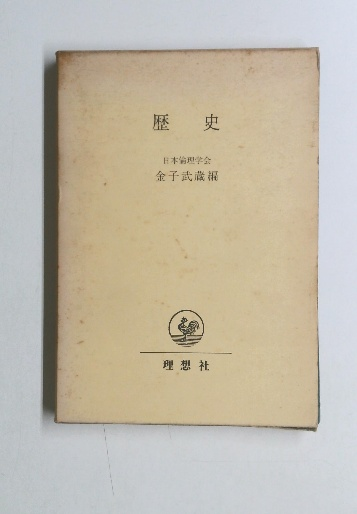 歴史
日本倫理学会
金子武蔵編
理想社